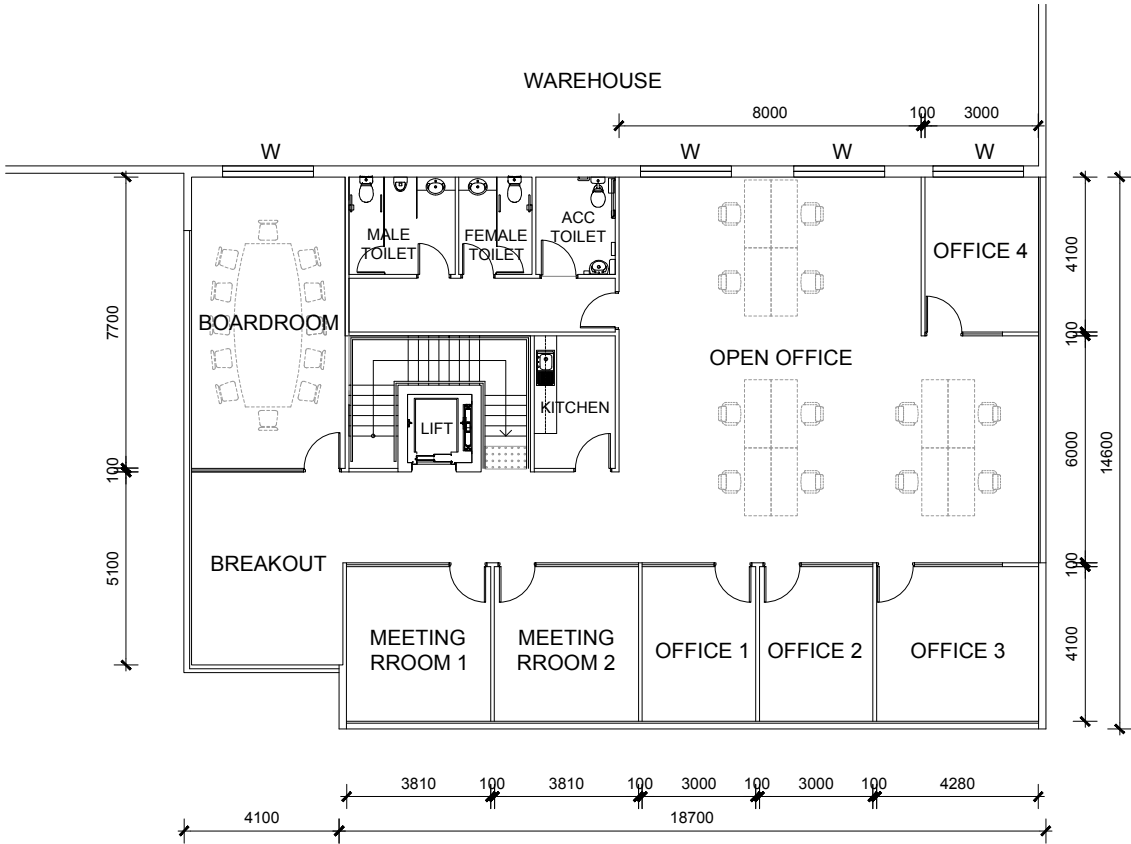 WAREHOUSE
8000
100
3000
W
W
W
W
MALE
TOILET
FEMALE
TOILET
ACC
TOILET
OFFICE 4
4100
7700
BOARDROOM
100
OPEN OFFICE
KITCHEN
LIFT
6000
14600
100
BREAKOUT
5100
100
MEETING
RROOM 1
MEETING
RROOM 2
OFFICE 1
OFFICE 2
OFFICE 3
4100
3810
100
3810
100
3000
100
3000
100
4280
4100
18700